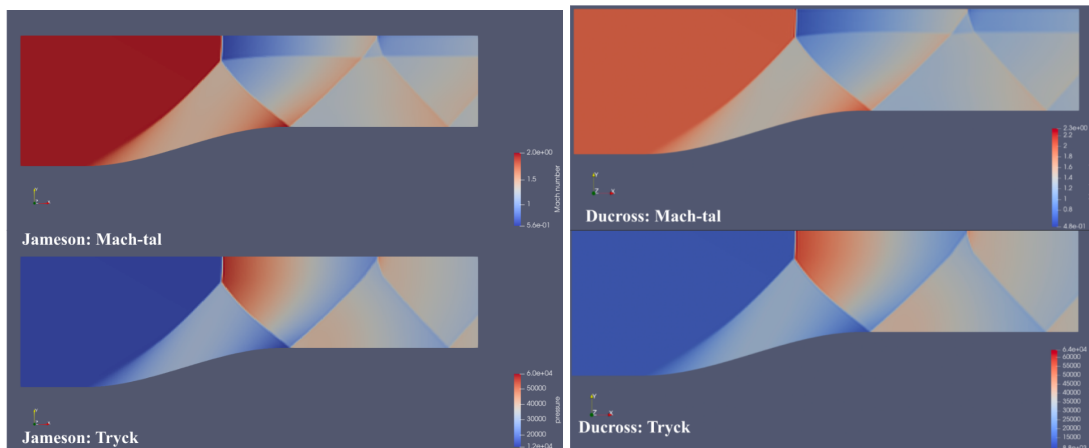 2.0e+00
1.5
1
5.6e-01
Mach number
Jameson: Mach-tal
2.3e+00
2.2
2
1.8
1.6
1.4
1.2
1
0.8
4.8e-01
Ducross: Mach-tal
6.0e+04
50000
40000
30000
20000
1.2e+04
pressure
Jameson: Tryck
6.4e+04
60000
55000
50000
45000
40000
35000
30000
25000
20000
15000
Ducross: Tryck